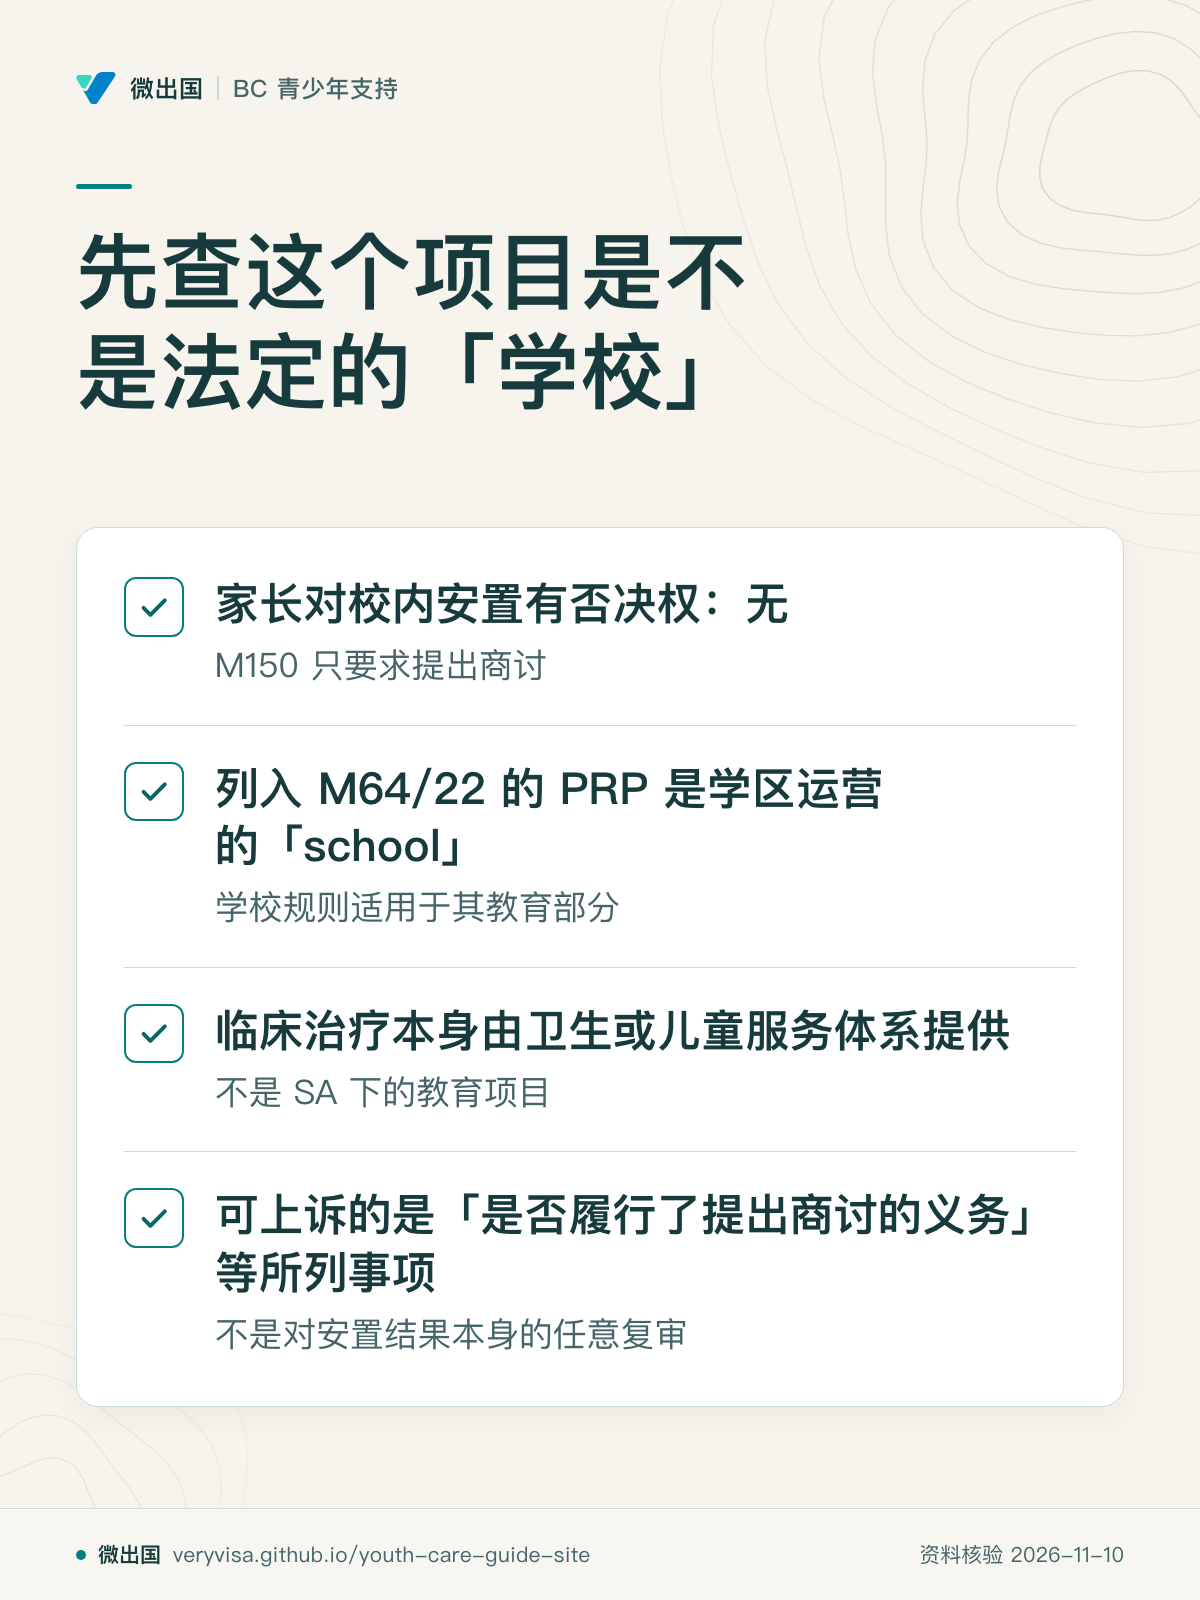 微出国 | BC 青少年支持
先查这个项目是不
是法定的「学校」
家长对校内安置有否决权：无
M150 只要求提出商讨
列入 M64/22 的 PRP 是学区运营
的「school」
学校规则适用于其教育部分
临床治疗本身由卫生或儿童服务体系提供
不是 SA 下的教育项目
可上诉的是「是否履行了提出商讨的义务」
等所列事项
不是对安置结果本身的任意复审
微出国 veryvisa.github.io/youth-care-guide-site
资料核验 2026-11-10